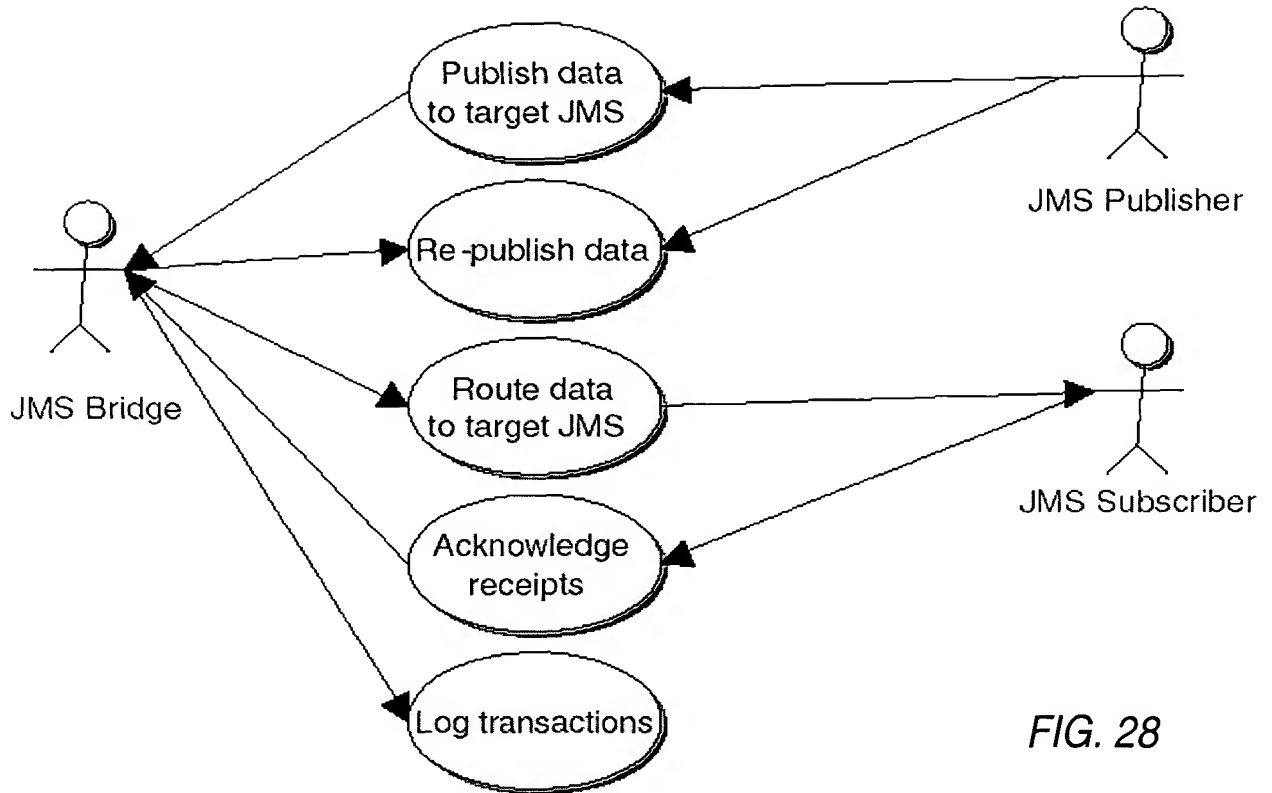 Publish data
to target JMS
JMS Publisher
Re-publish data
JMS Bridge
Route data
to target JMS
JMS Subscriber
Acknowledge
receipts
Log transactions
FIG. 28